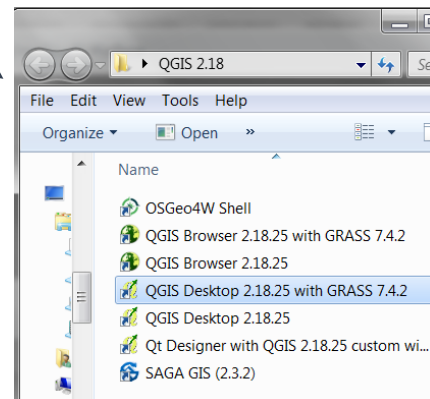 QGIS 2.18
File Edit View Tools Help
Organize Open »
Name
OSGeo4W Shell
QGIS Browser 2.18.25 with GRASS 7.4.2
QGIS Browser 2.18.25
QGIS Desktop 2.18.25 with GRASS 7.4.2
QGIS Desktop 2.18.25
Qt Designer with QGIS 2.18.25 custom wi...
SAGA GIS (2.3.2)